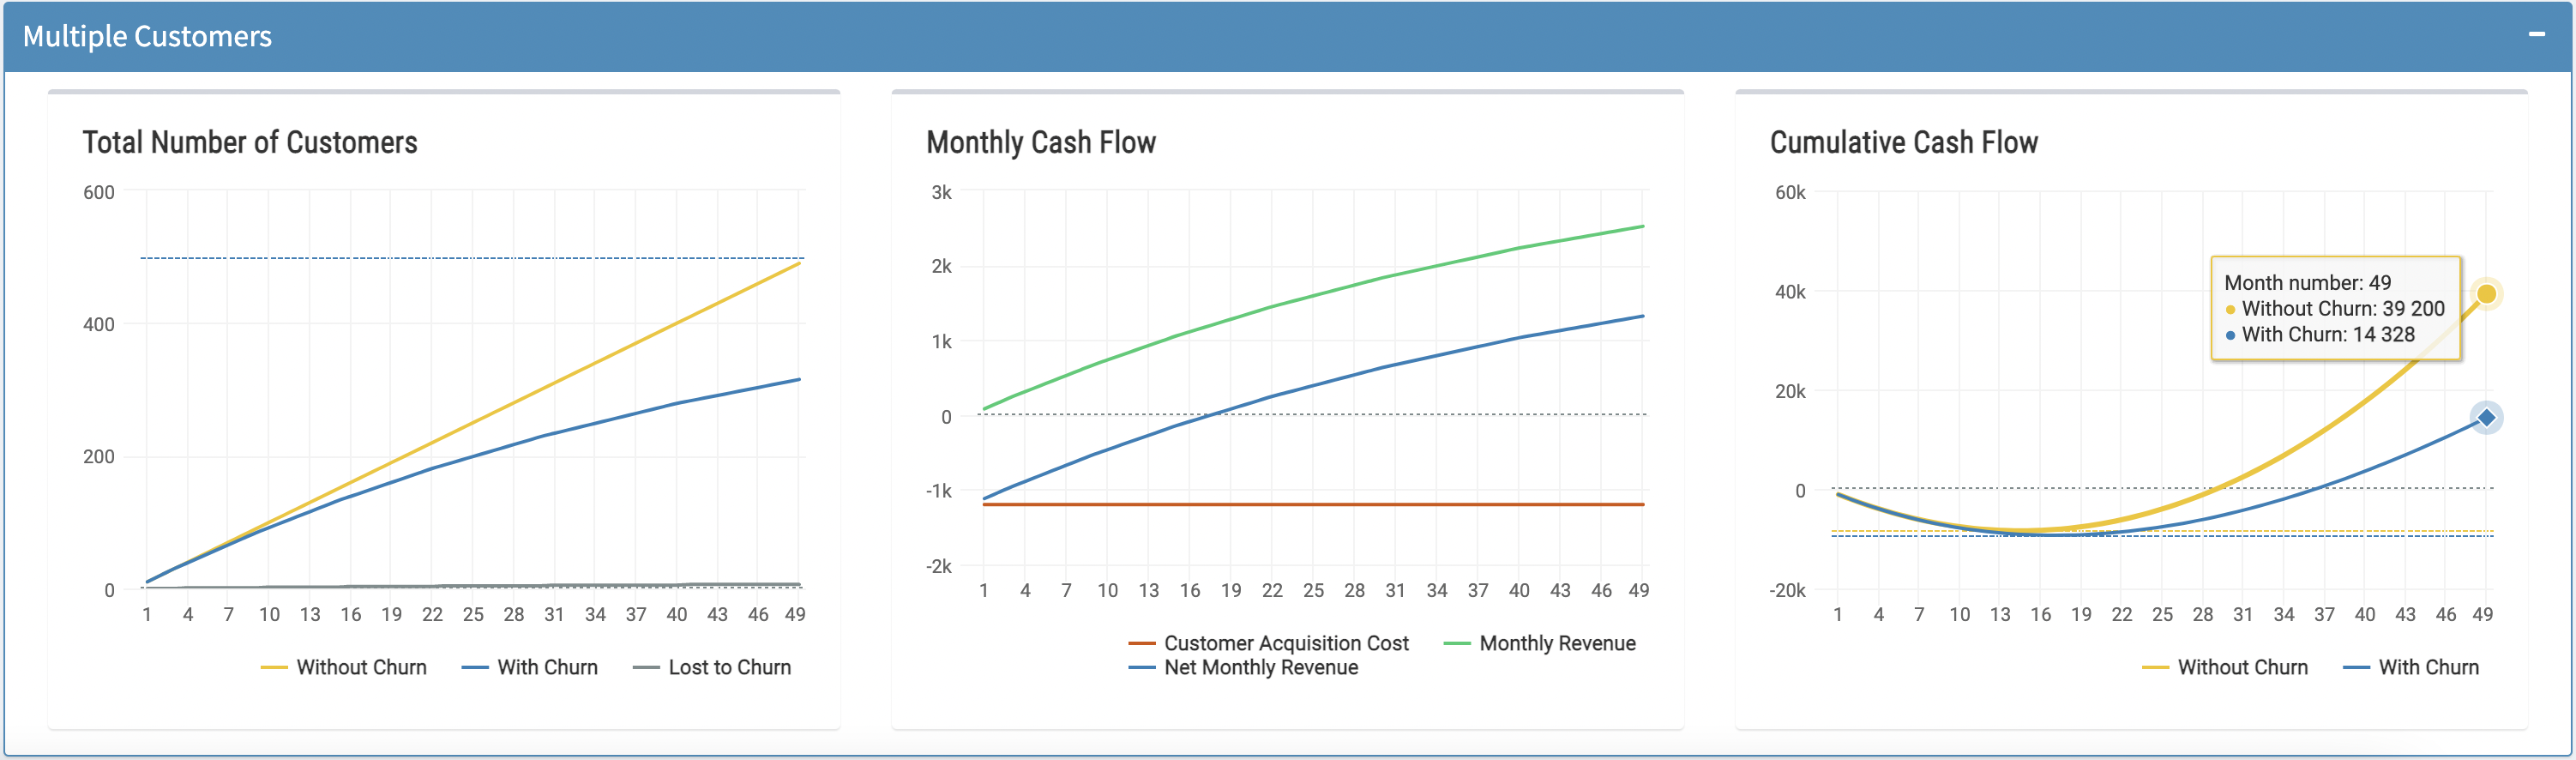 Multiple Customers
Total Number of Customers
600
400
200
0
1 4 7 10 13 16 19 22 25 28 31 34 37 40 43 46 49
Without Churn With Churn Lost to Churn
Monthly Cash Flow
3k
2k
1k
0
-1k
-2k
1 4 7 10 13 16 19 22 25 28 31 34 37 40 43 46 49
Customer Acquisition Cost Monthly Revenue
Net Monthly Revenue
Cumulative Cash Flow
60k
40k
20k
0
-20k
Month number: 49
Without Churn: 39 200
With Churn: 14 328
1 4 7 10 13 16 19 22 25 28 31 34 37 40 43 46 49
Without Churn With Churn